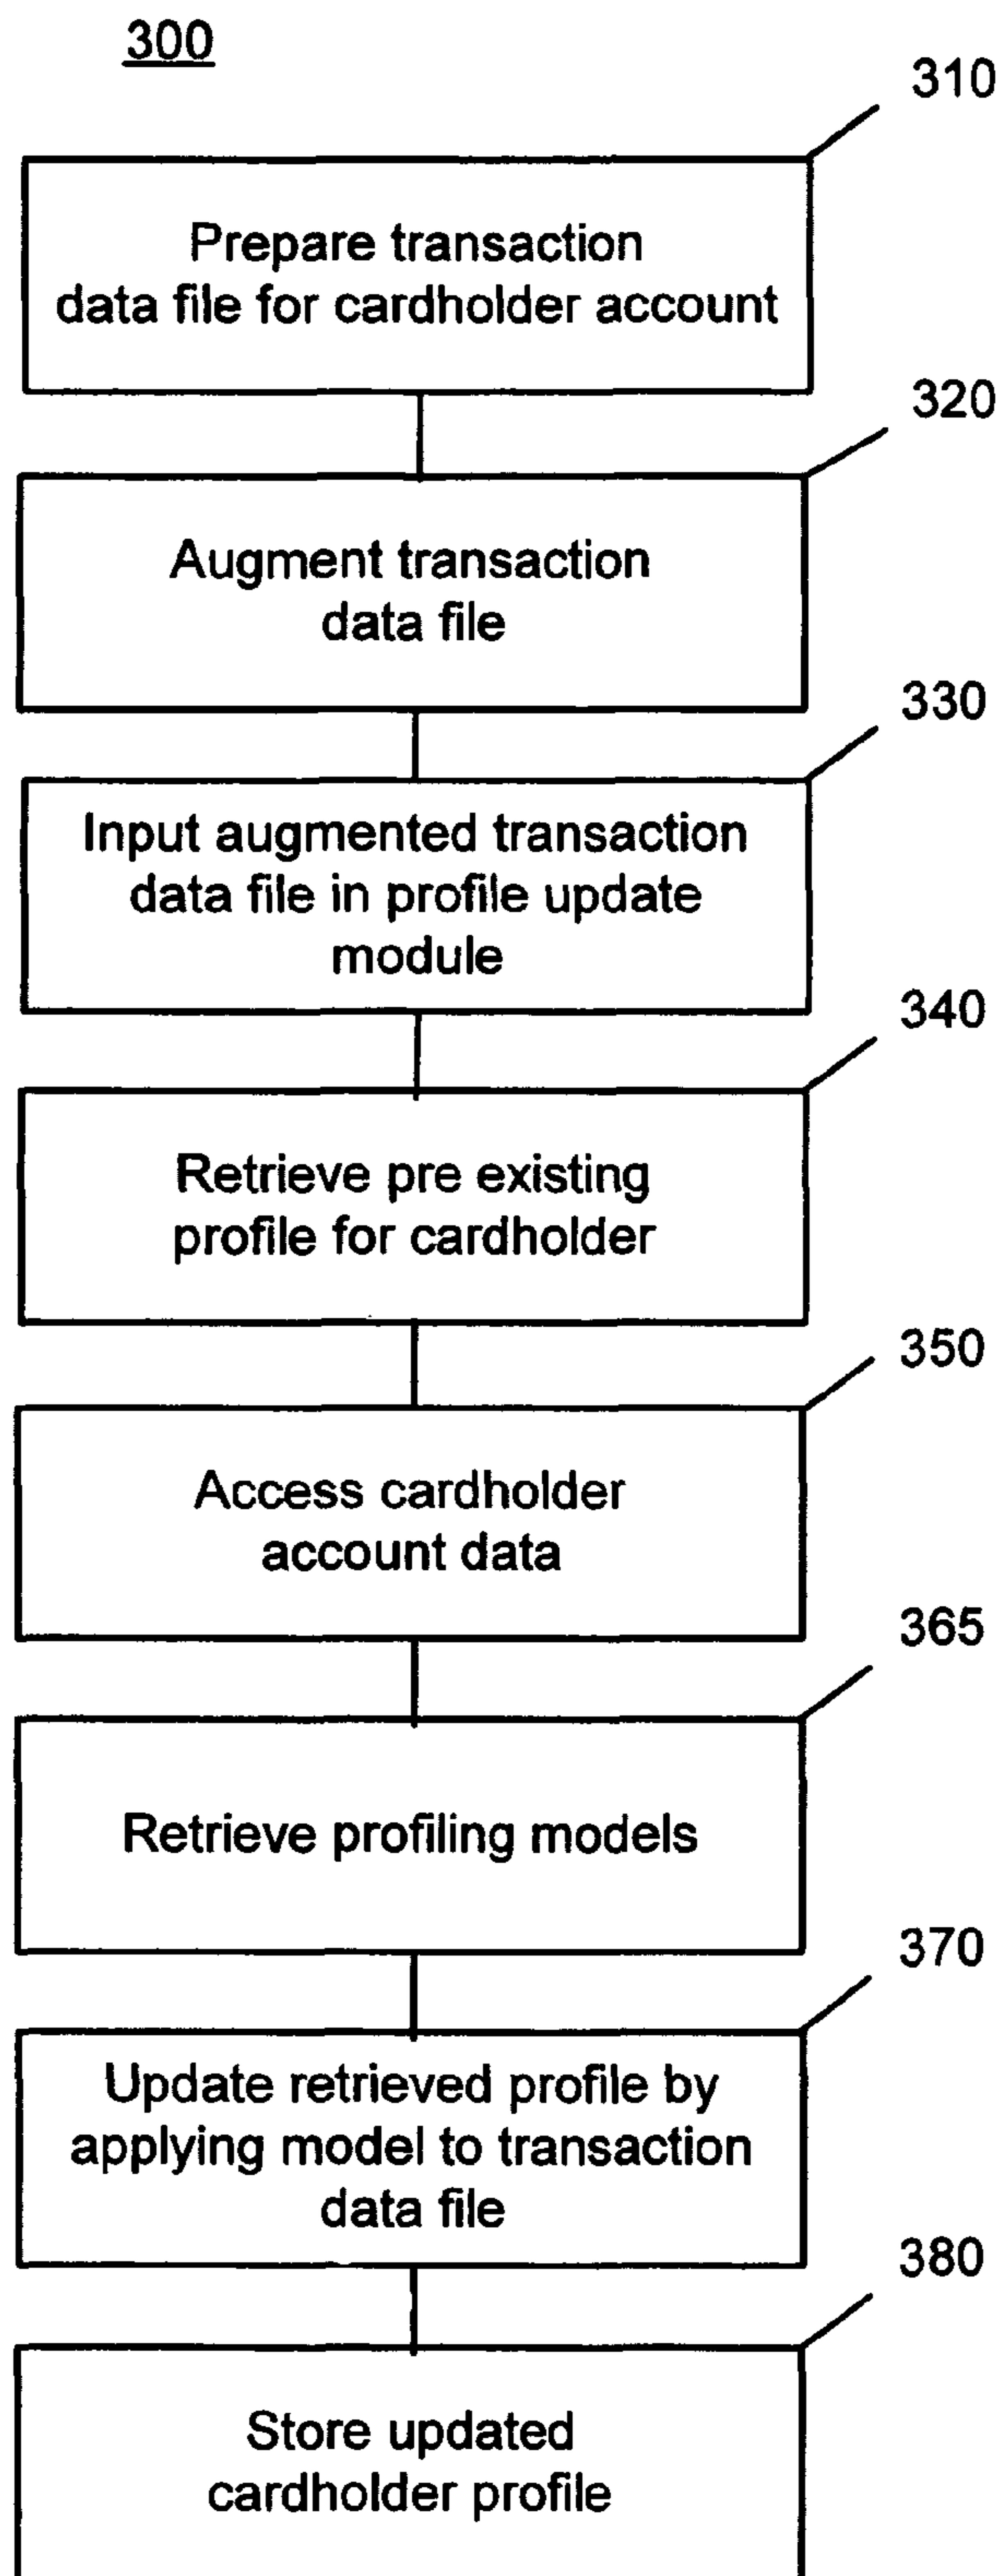 300
310
Prepare transaction
data file for cardholder account
320
Augment transaction
data file
330
Input augmented transaction
data file in profile update
module
340
Retrieve pre existing
profile for cardholder
350
Access cardholder
account data
365
Retrieve profiling models
370
Update retrieved profile by
applying model to transaction
data file
380
Store updated
cardholder profile